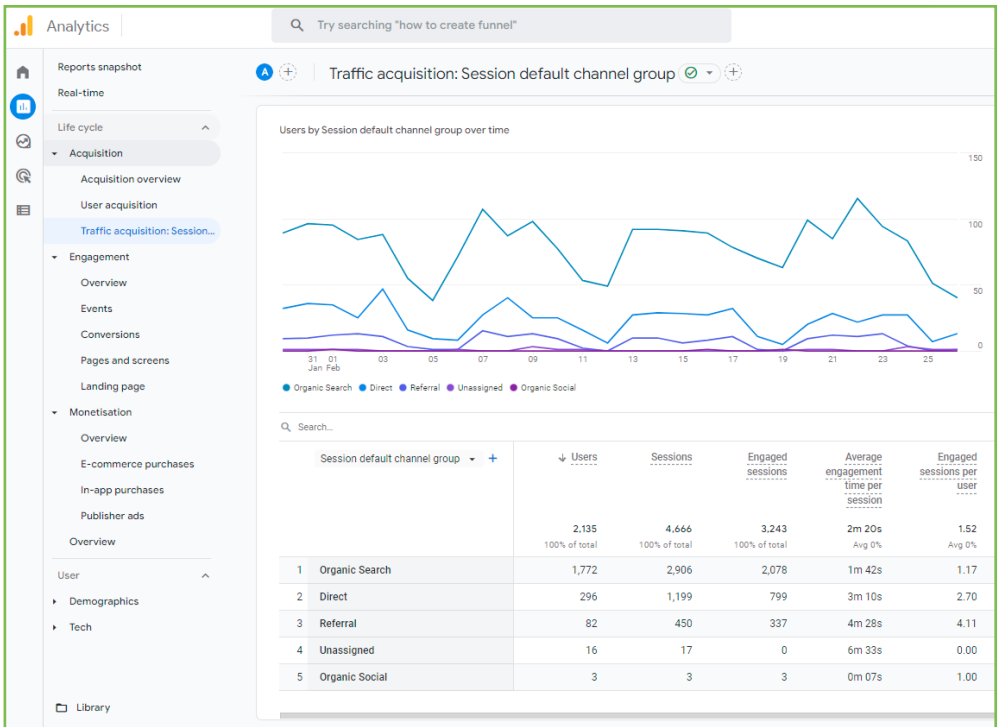 Analytics
Try searching "how to create funnel"
Reports snapshot
Real-time
Life cycle
Acquisition
Acquisition overview
User acquisition
Traffic acquisition: Session...
Engagement
Overview
Events
Conversions
Pages and screens
Landing page
Monetisation
Overview
E-commerce purchases
In-app purchases
Publisher ads
Overview
User
Demographics
Tech
Library
A
Traffic acquisition: Session default channel group
Users by Session default channel group over time
150
100
50
0
31 01 03 05 07 09 11 13 15 17 19 21 23 25
Jan Feb
Organic Search Direct Referral Unassigned Organic Social
Search...
Session default channel group + Users Sessions Engaged sessions Average engagement time per session Engaged sessions per user
2,135 4,666 3,243 2m 20s 1.52
100% of total 100% of total 100% of total Avg 0% Avg 0%
1 Organic Search 1,772 2,906 2,078 1m 42s 1.17
2 Direct 296 1,199 799 3m 10s 2.70
3 Referral 82 450 337 4m 28s 4.11
4 Unassigned 16 17 0 6m 33s 0.00
5 Organic Social 3 3 3 0m 07s 1.00